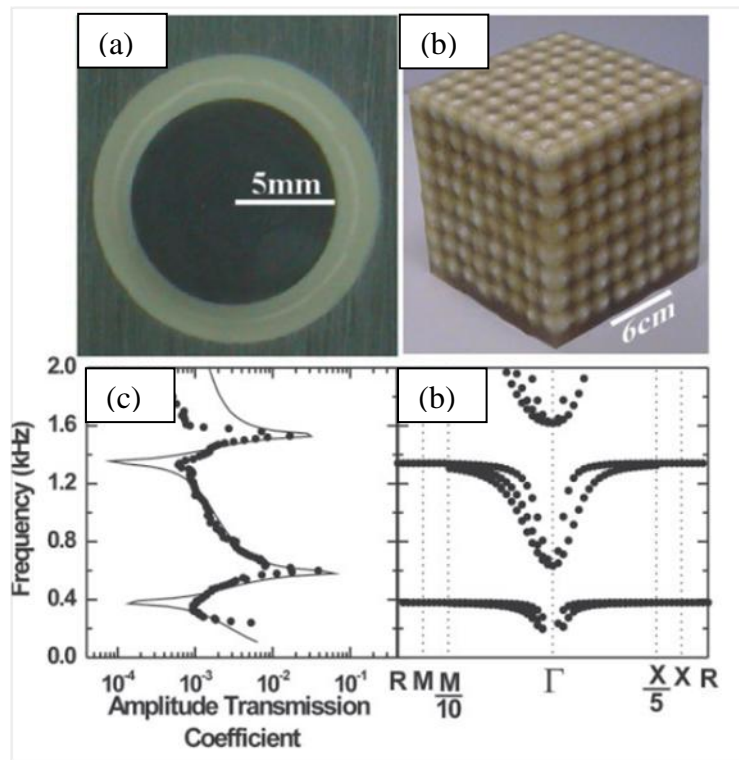 (a)
(b)
5mm
6cm
(c)
(b)
2.0
1.6
1.2
0.8
0.4
0.0
Frequency (kHz)
10-4 10-3 10-2 10-1
Amplitude Transmission
Coefficient
R M M/10 Γ X/5 X R